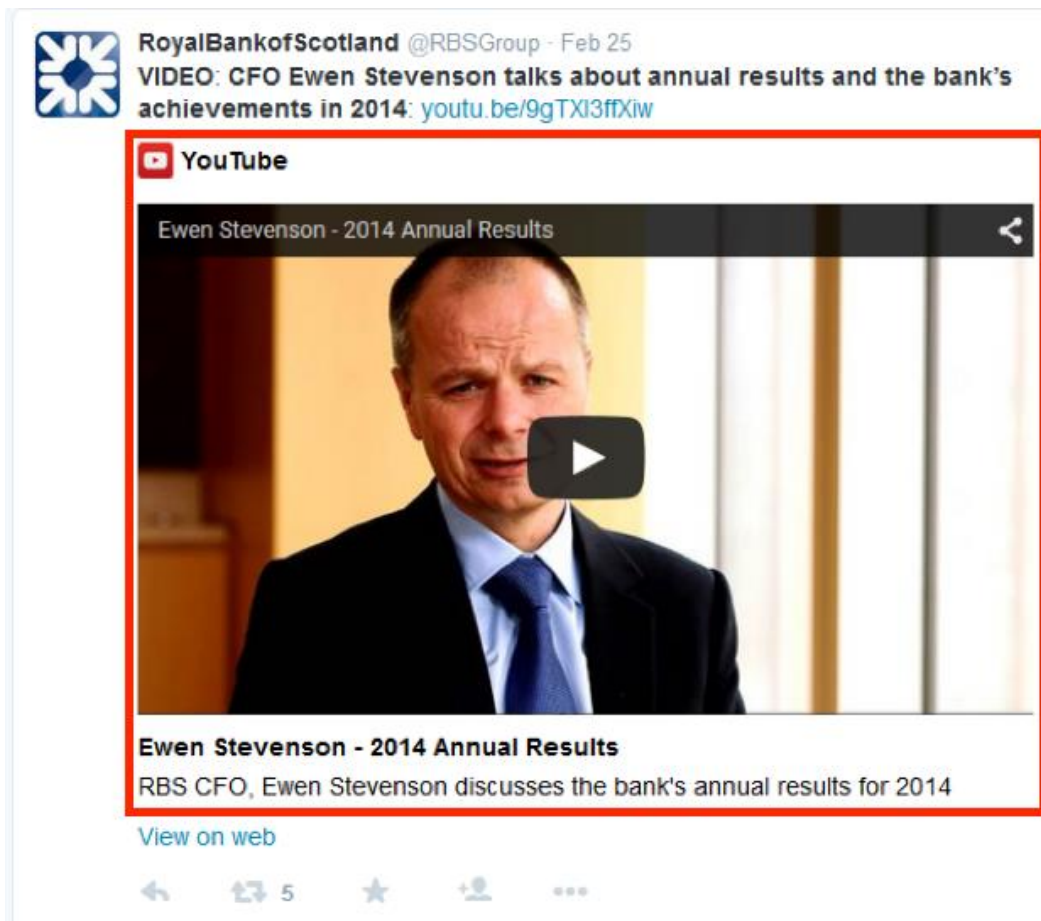 RoyalBankofScotland @RBSGroup · Feb 25
VIDEO: CFO Ewen Stevenson talks about annual results and the bank's
achievements in 2014: youtu.be/9gTXl3ffXiw
YouTube
Ewen Stevenson - 2014 Annual Results
Ewen Stevenson - 2014 Annual Results
RBS CFO, Ewen Stevenson discusses the bank's annual results for 2014
View on web
5